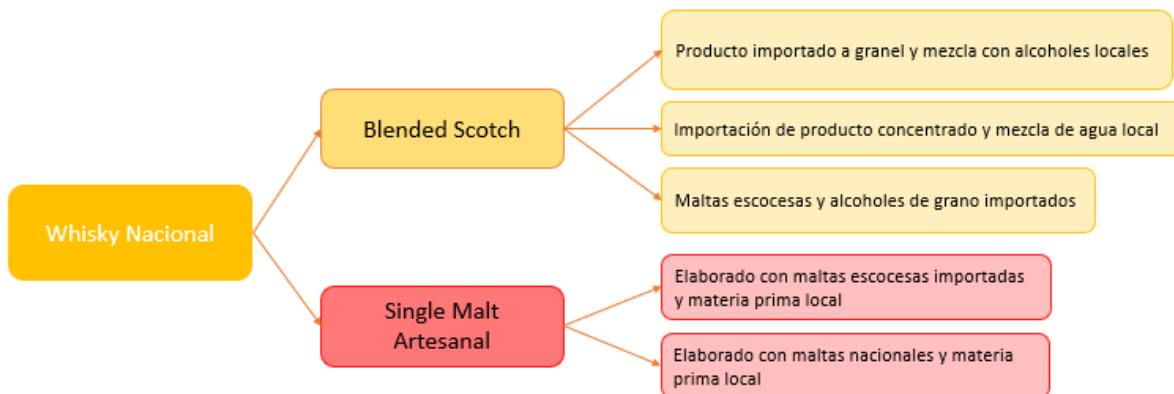 Whisky Nacional
Blended Scotch
Producto importado a granel y mezcla con alcoholes locales
Importación de producto concentrado y mezcla de agua local
Maltas escocesas y alcoholes de grano importados
Single Malt
Artesanal
Elaborado con maltas escocesas importadas
y materia prima local
Elaborado con maltas nacionales y materia
prima local